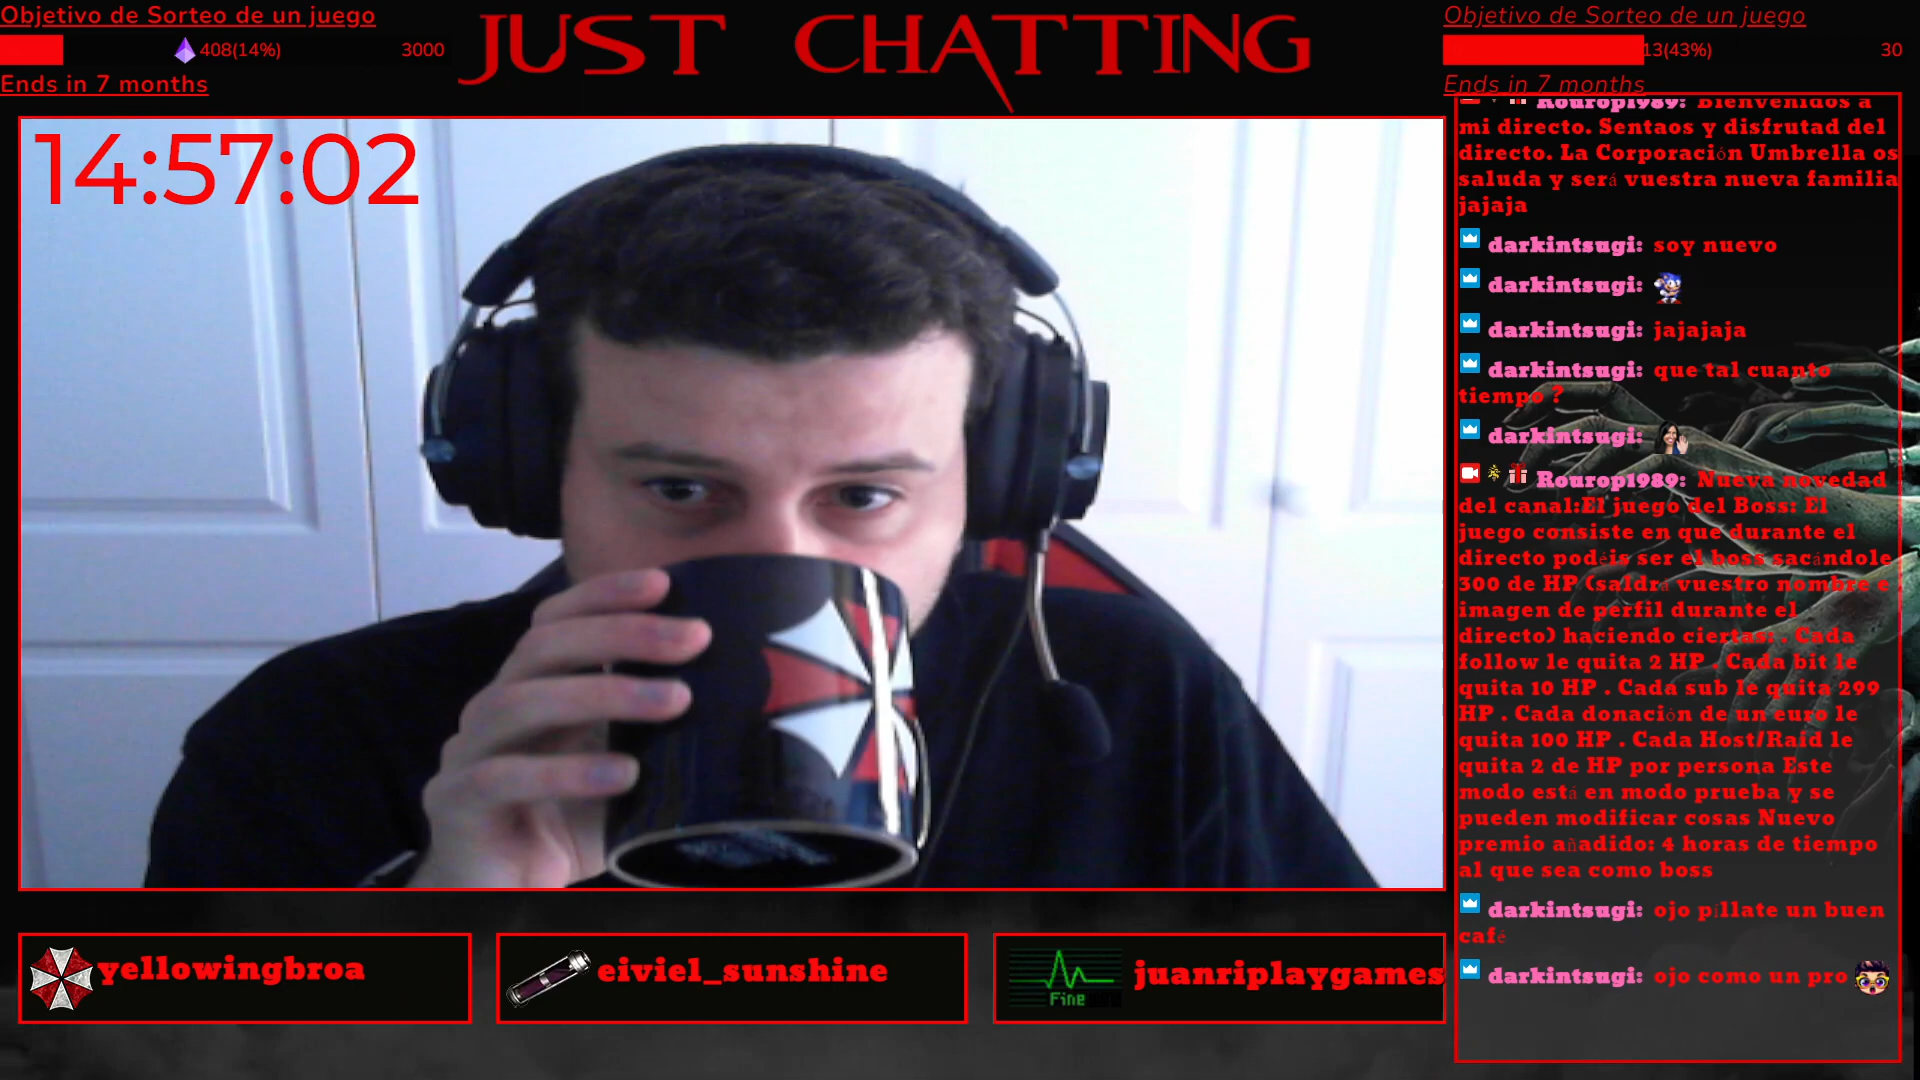 Objetivo de Sorteo de un juego
408(14%)
3000
Ends in 7 months
JUST CHATTING
Objetivo de Sorteo de un juego
13(43%)
30
Ends in 7 months
14:57:02
Rourop1989: Bienvenidos a
mi directo. Sentaos y disfrutad del
directo. La Corporación Umbrella os
saluda y será vuestra nueva familia
jajaja
darkintsugi: soy nuevo
darkintsugi:
darkintsugi: jajajaja
darkintsugi: que tal cuanto
tiempo ?
darkintsugi:
Rourop1989: Nueva novedad
del canal:El juego del Boss: El
juego consiste en que durante el
directo podéis ser el boss sacándole
300 de HP (saldrá vuestro nombre e
imagen de perfil durante el
directo) haciendo ciertas: . Cada
follow le quita 2 HP . Cada bit le
quita 10 HP . Cada sub le quita 299
HP . Cada donación de un euro le
quita 100 HP . Cada Host/Raid le
quita 2 de HP por persona Este
modo está en modo prueba y se
pueden modificar cosas Nuevo
premio añadido: 4 horas de tiempo
al que sea como boss
darkintsugi: ojo píllate un buen
café
darkintsugi: ojo como un pro
yellowingbroa
eiviel_sunshine
Fine
juanriplaygames